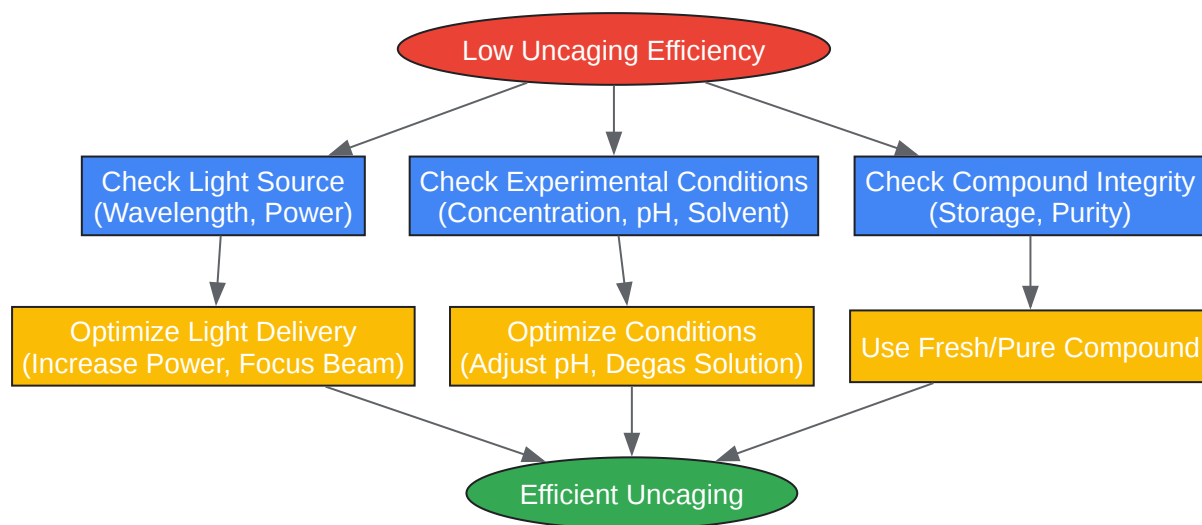 Low Uncaging Efficiency
Check Light Source
(Wavelength, Power)
Check Experimental Conditions
(Concentration, pH, Solvent)
Check Compound Integrity
(Storage, Purity)
Optimize Light Delivery
(Increase Power, Focus Beam)
Optimize Conditions
(Adjust pH, Degas Solution)
Use Fresh/Pure Compound
Efficient Uncaging